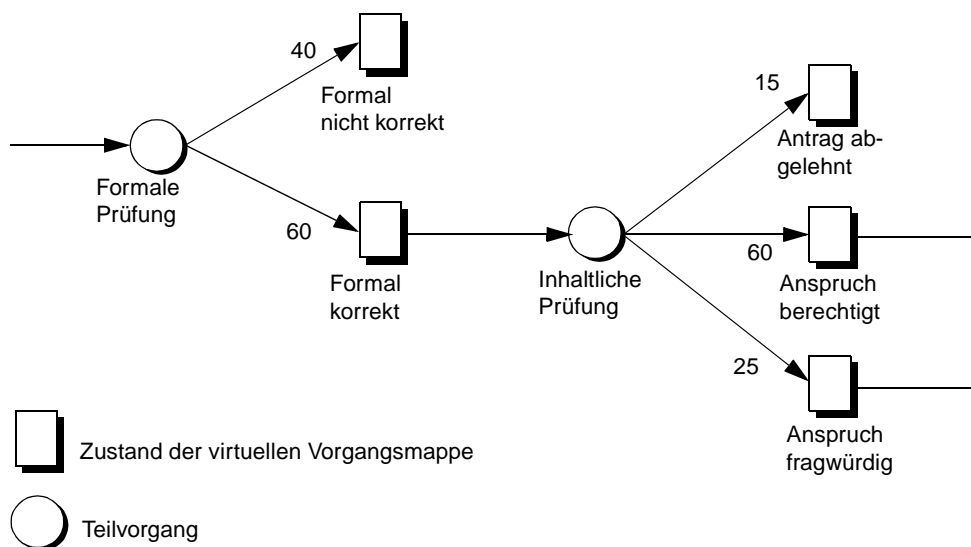 40
Formal
nicht korrekt
Formale
Prüfung
60
Formal
korrekt
Inhaltliche
Prüfung
15
Antrag ab-
gelehnt
60
Anspruch
berechtigt
25
Anspruch
fragwürdig
Zustand der virtuellen Vorgangsmappe
Teilvorgang